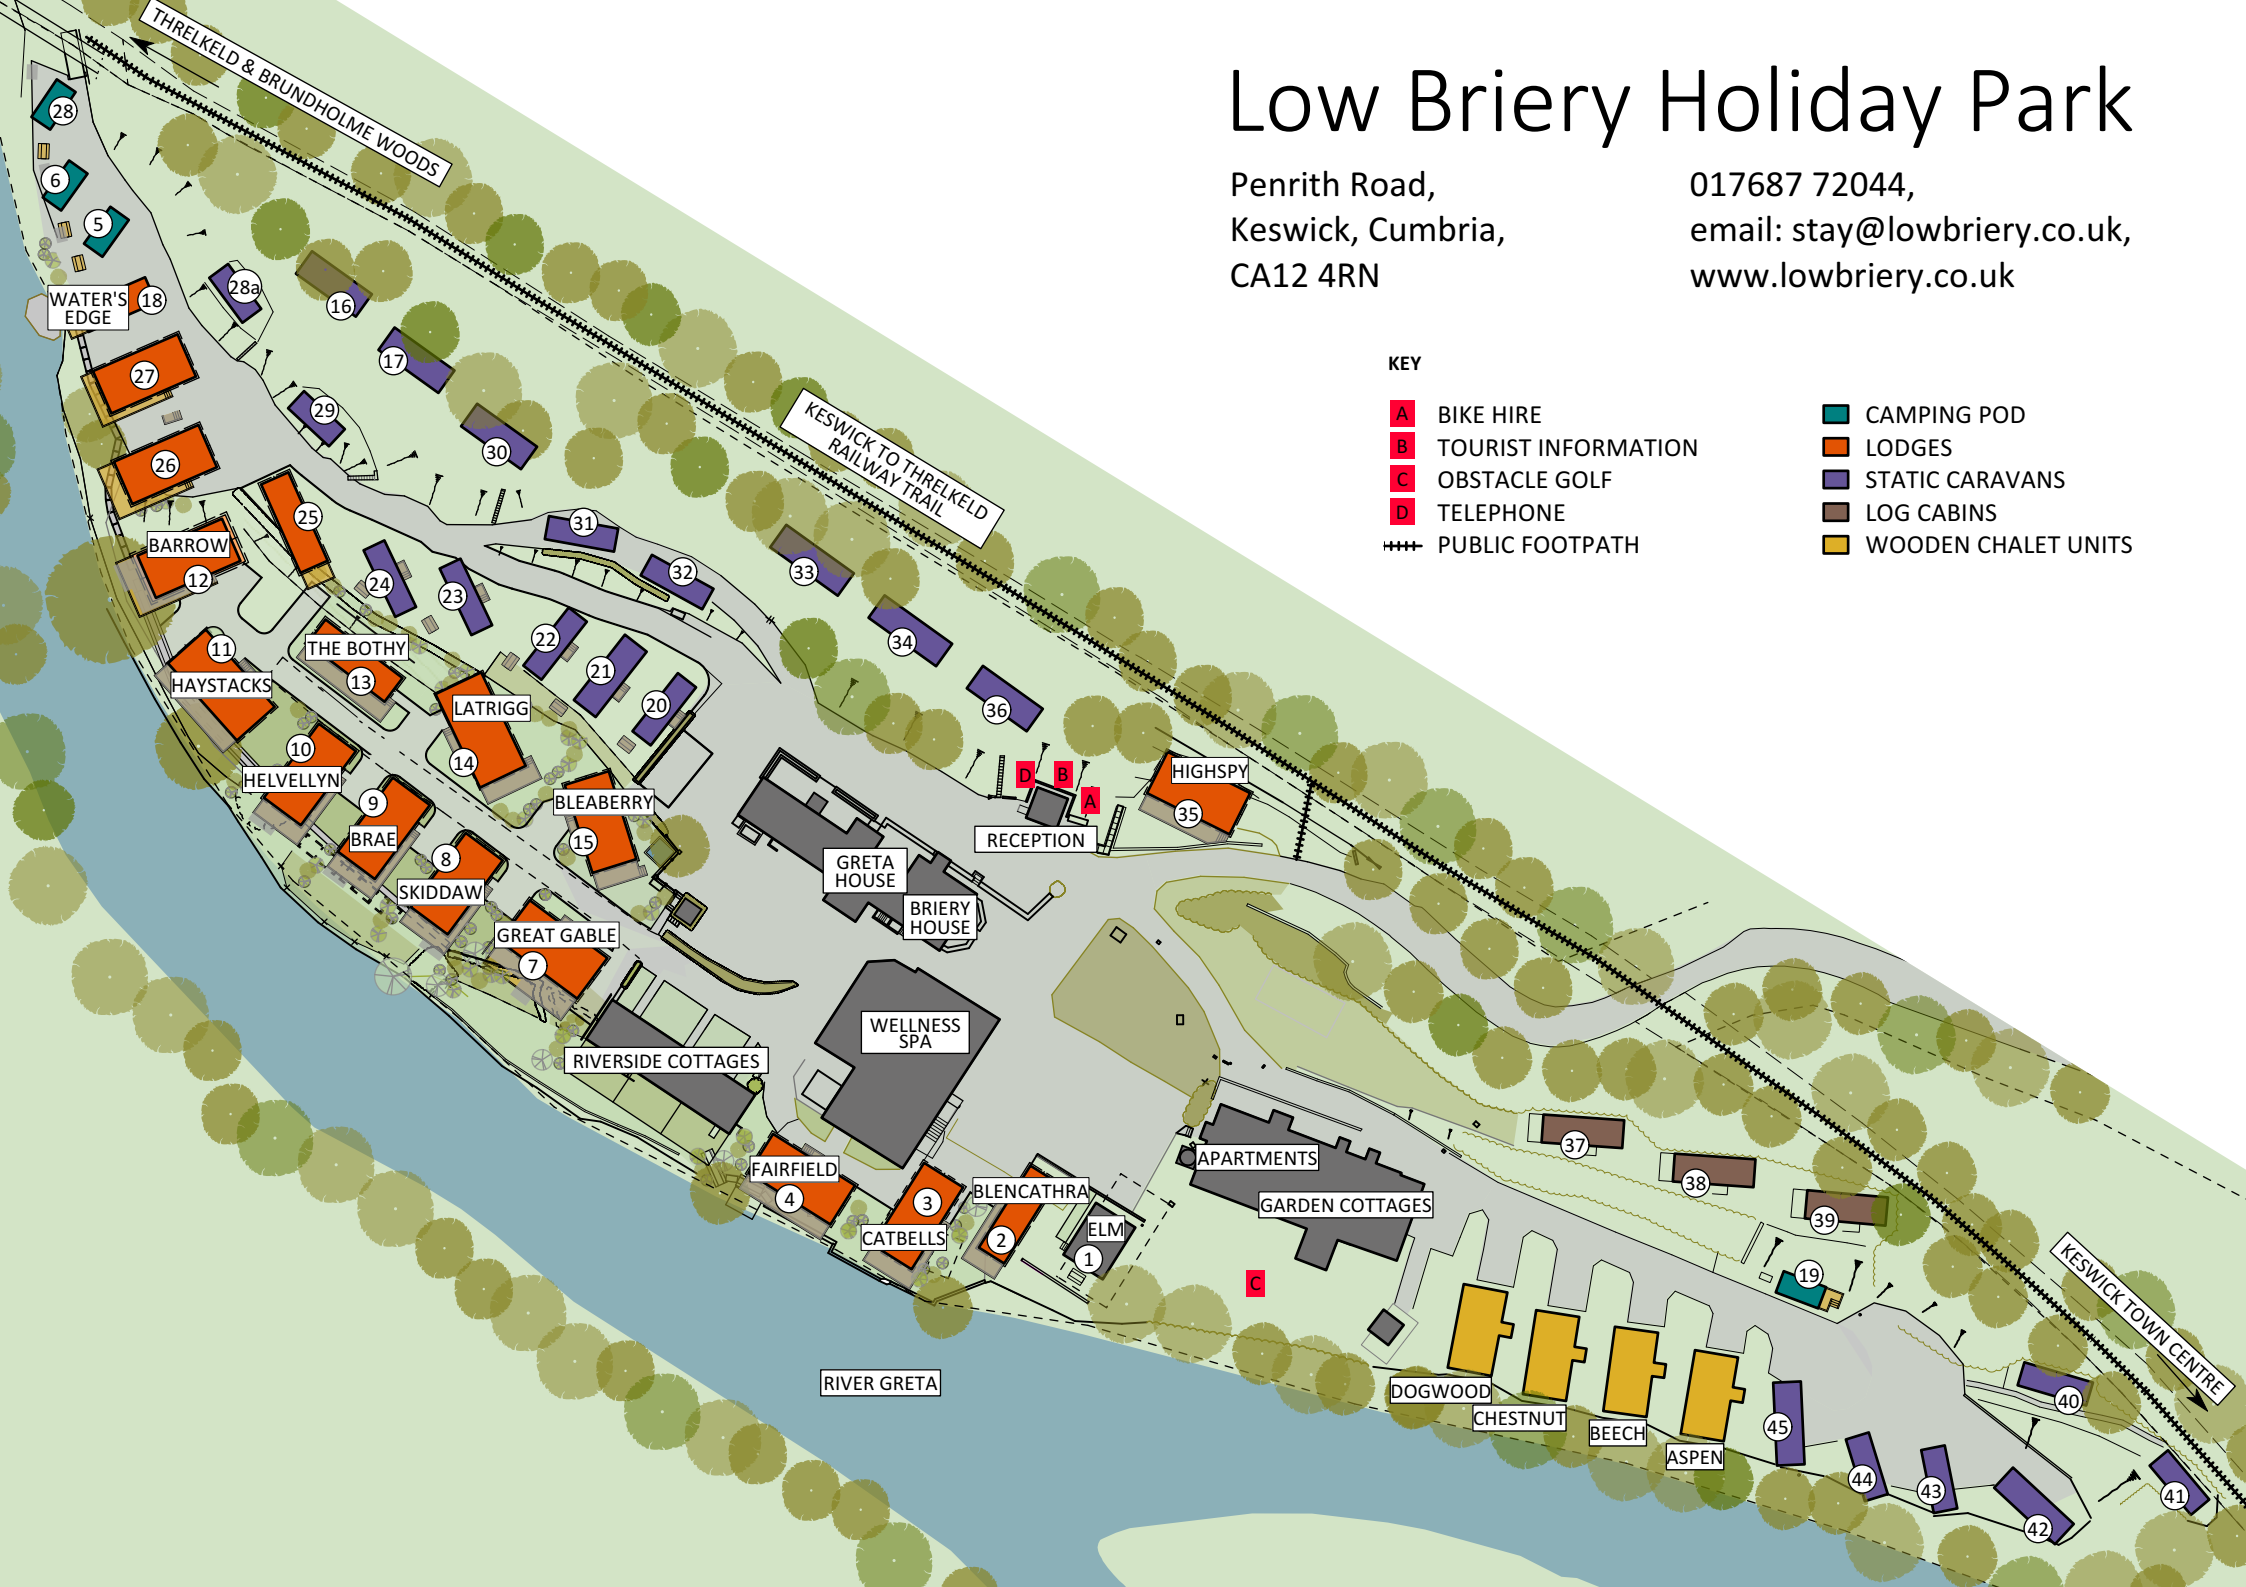 Low Briery Holiday Park
Penrith Road,
Keswick, Cumbria,
CA12 4RN
017687 72044,
email: stay@lowbriery.co.uk,
www.lowbriery.co.uk
KEY
A BIKE HIRE
B TOURIST INFORMATION
C OBSTACLE GOLF
D TELEPHONE
PUBLIC FOOTPATH
CAMPING POD
LODGES
STATIC CARAVANS
LOG CABINS
WOODEN CHALET UNITS
THRELKELD & BRUNDHOLME WOODS
28
6
5
WATER'S
EDGE
18
28a
16
27
17
29
26
30
KESWICK TO THRELKELD
RAILWAY TRAIL
25
31
BARROW
12
24
23
32
33
11
HAYSTACKS
THE BOTHY
13
22
21
20
34
LATRIGG
14
36
10
HELVELLYN
9
BRAE
BLEABERRY
15
D
B
A
RECEPTION
HIGHSPY
35
8
SKIDDAW
GRETA
HOUSE
BRIERY
HOUSE
GREAT GABLE
7
WELLNESS
SPA
RIVERSIDE COTTAGES
FAIRFIELD
4
3
CATBELLS
BLENCATHRA
2
ELM
1
APARTMENTS
GARDEN COTTAGES
C
37
38
39
19
KESWICK TOWN CENTRE
RIVER GRETA
DOGWOOD
CHESTNUT
BEECH
ASPEN
45
44
43
42
40
41